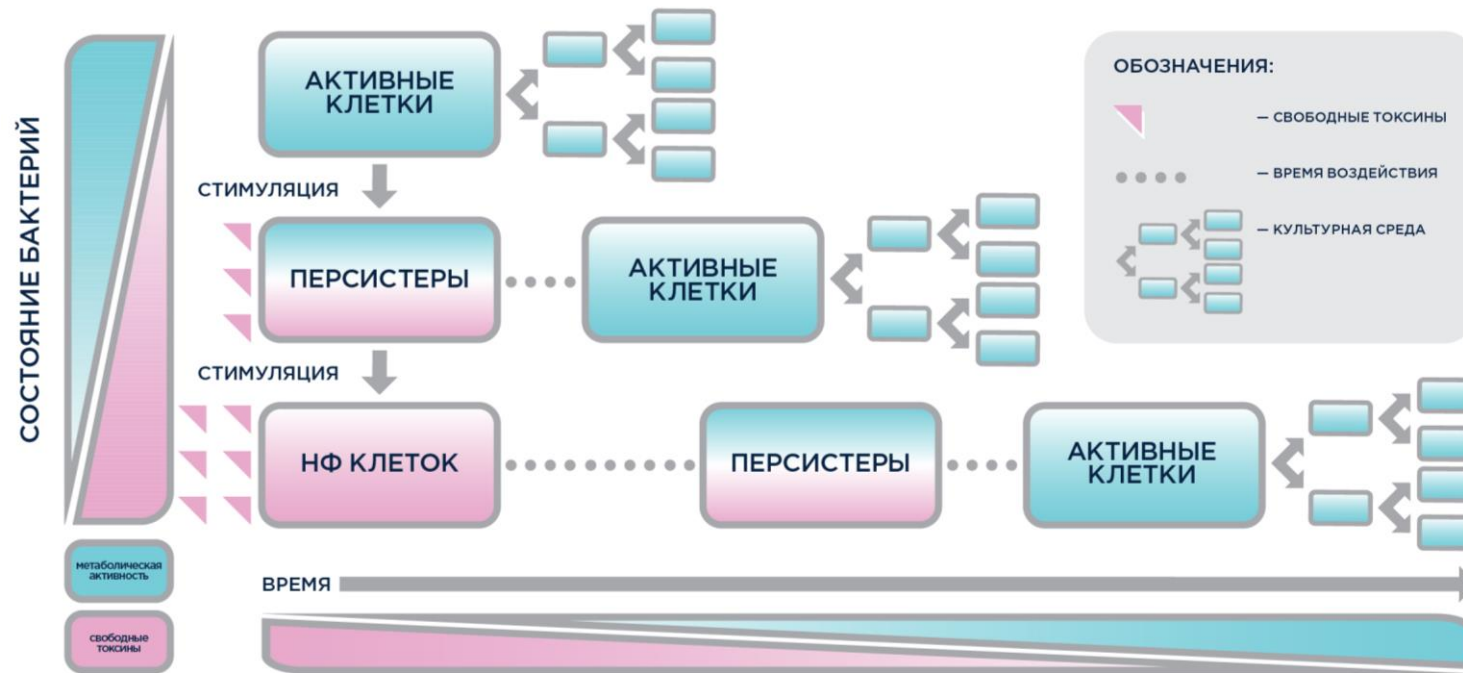 СОСТОЯНИЕ БАКТЕРИЙ
АКТИВНЫЕ
КЛЕТКИ
ОБОЗНАЧЕНИЯ:
— СВОБОДНЫЕ ТОКСИНЫ
— ВРЕМЯ ВОЗДЕЙСТВИЯ
— КУЛЬТУРНАЯ СРЕДА
СТИМУЛЯЦИЯ
ПЕРСИСТЕРЫ
АКТИВНЫЕ
КЛЕТКИ
СТИМУЛЯЦИЯ
НФ КЛЕТОК
ПЕРСИСТЕРЫ
АКТИВНЫЕ
КЛЕТКИ
метаболическая
активность
ВРЕМЯ
свободные
токсины